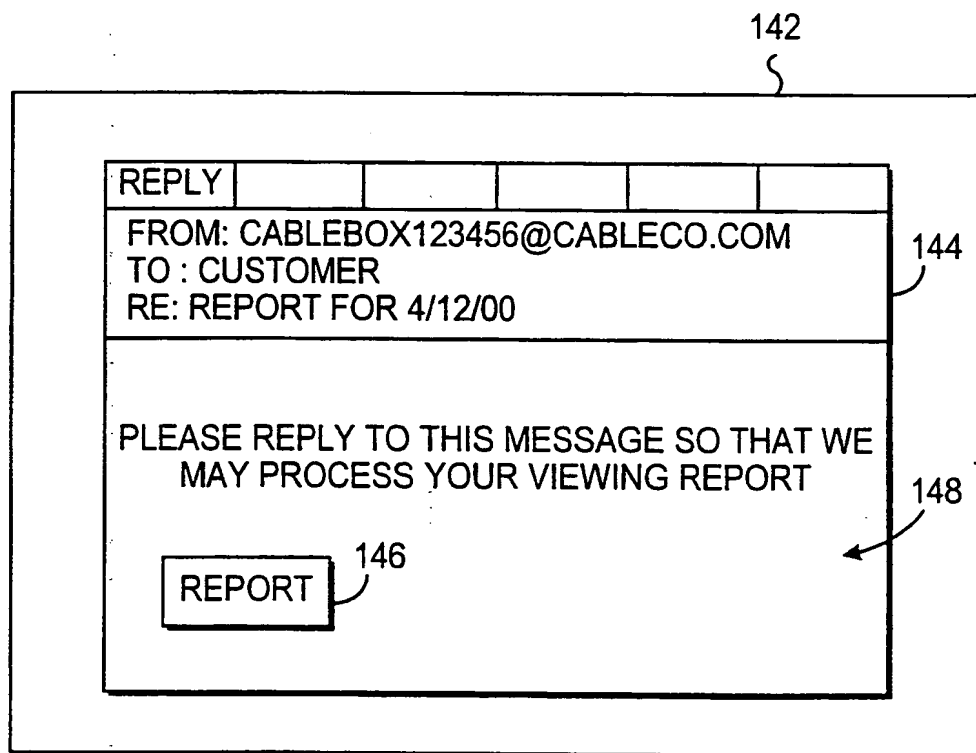 142
REPLY
FROM: CABLEBOX123456@CABLECO.COM
TO : CUSTOMER
RE: REPORT FOR 4/12/00
144
PLEASE REPLY TO THIS MESSAGE SO THAT WE
MAY PROCESS YOUR VIEWING REPORT
148
146
REPORT